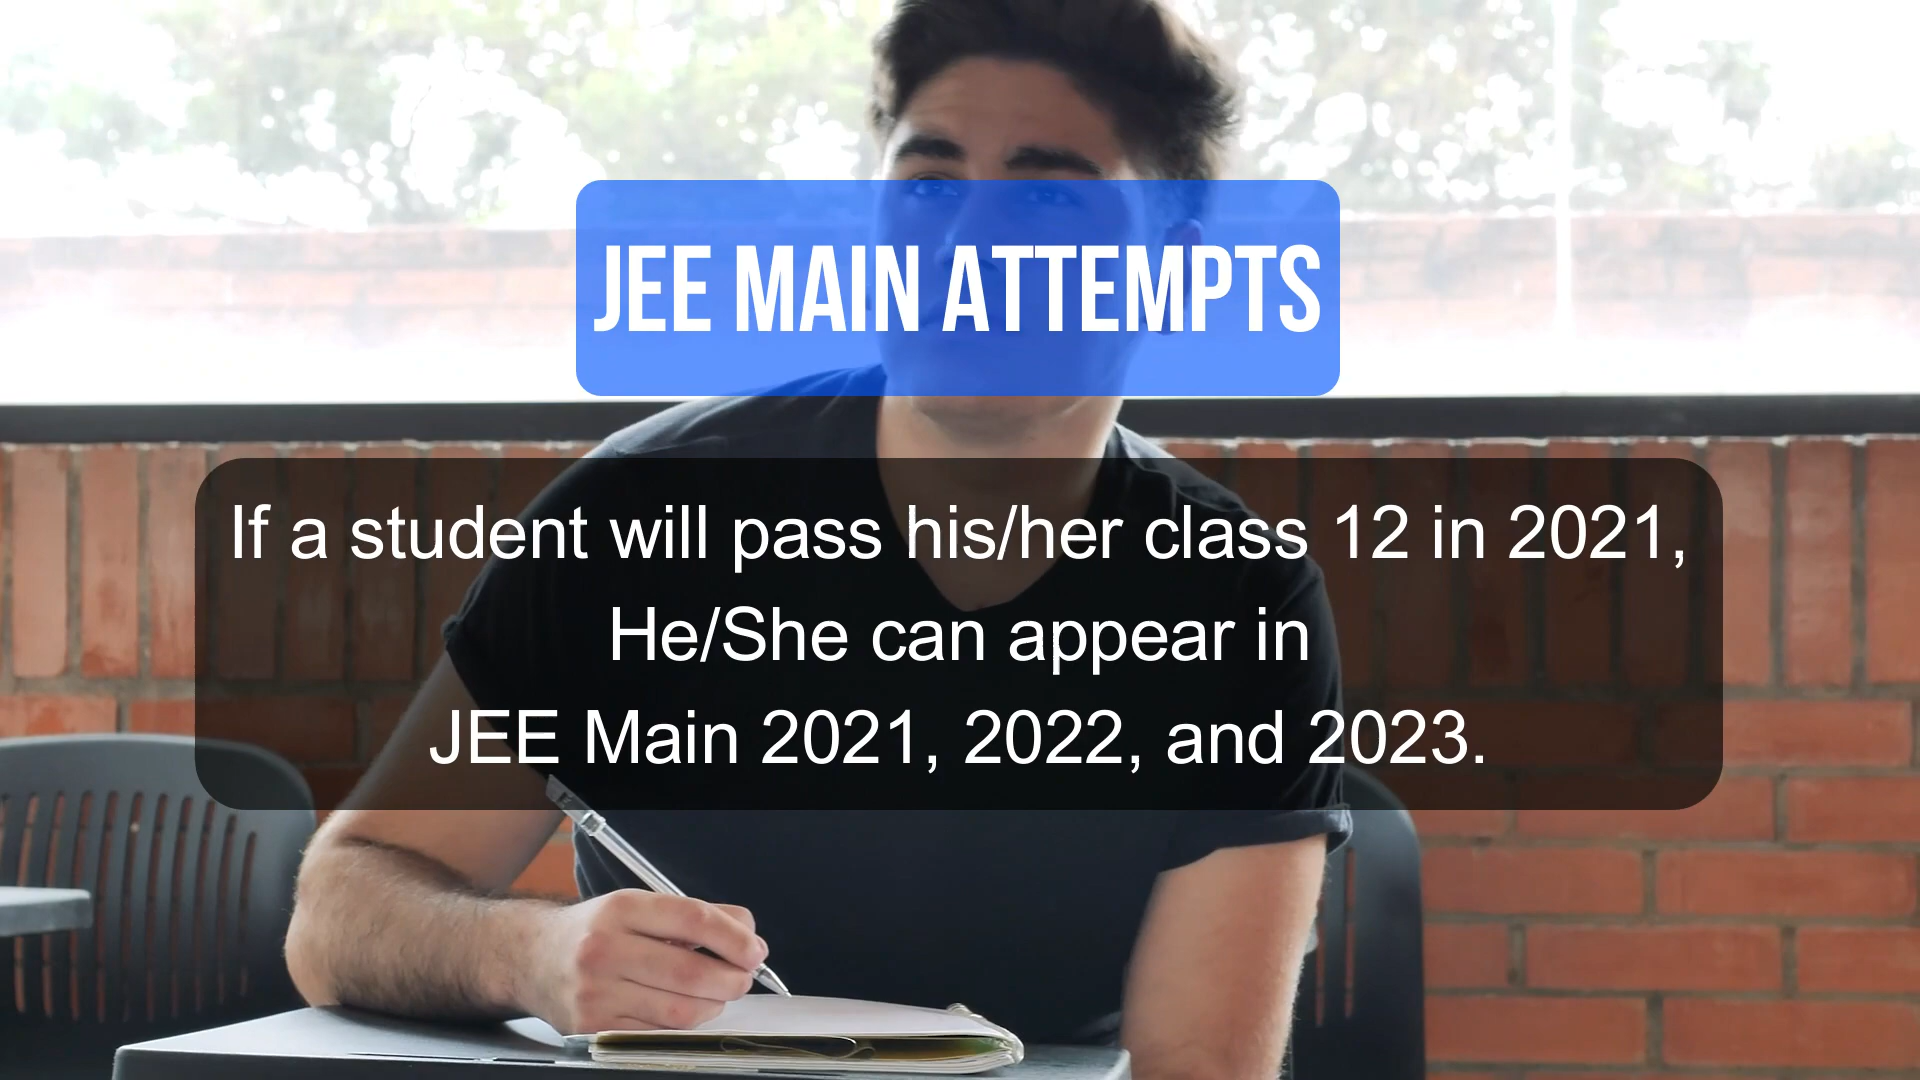 JEE MAIN ATTEMPTS
If a student will pass his/her class 12 in 2021,
He/She can appear in
JEE Main 2021, 2022, and 2023.